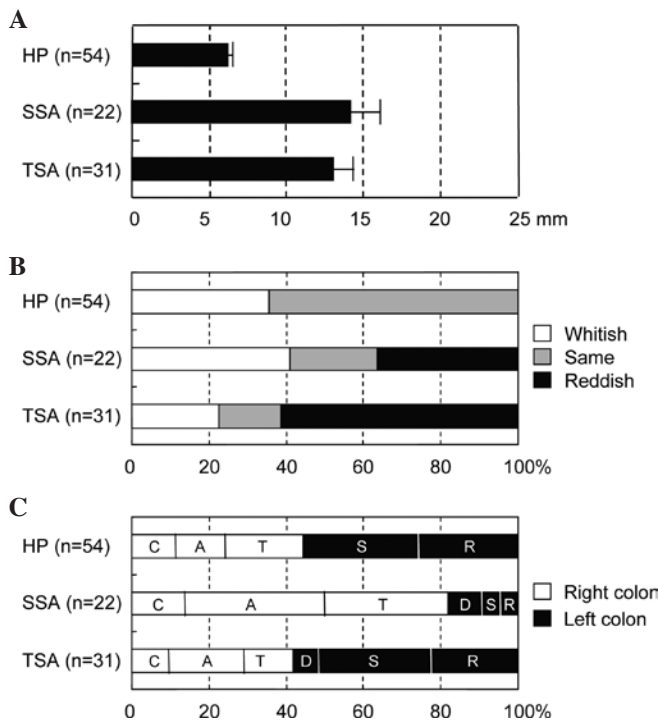 A
HP (n=54)
SSA (n=22)
TSA (n=31)
0 5 10 15 20 25 mm
B
HP (n=54)
SSA (n=22)
TSA (n=31)
Whitish
Same
Reddish
0 20 40 60 80 100%
C
HP (n=54) C A T S R
SSA (n=22) C A T D S R
TSA (n=31) C A T D S R
Right colon
Left colon
0 20 40 60 80 100%